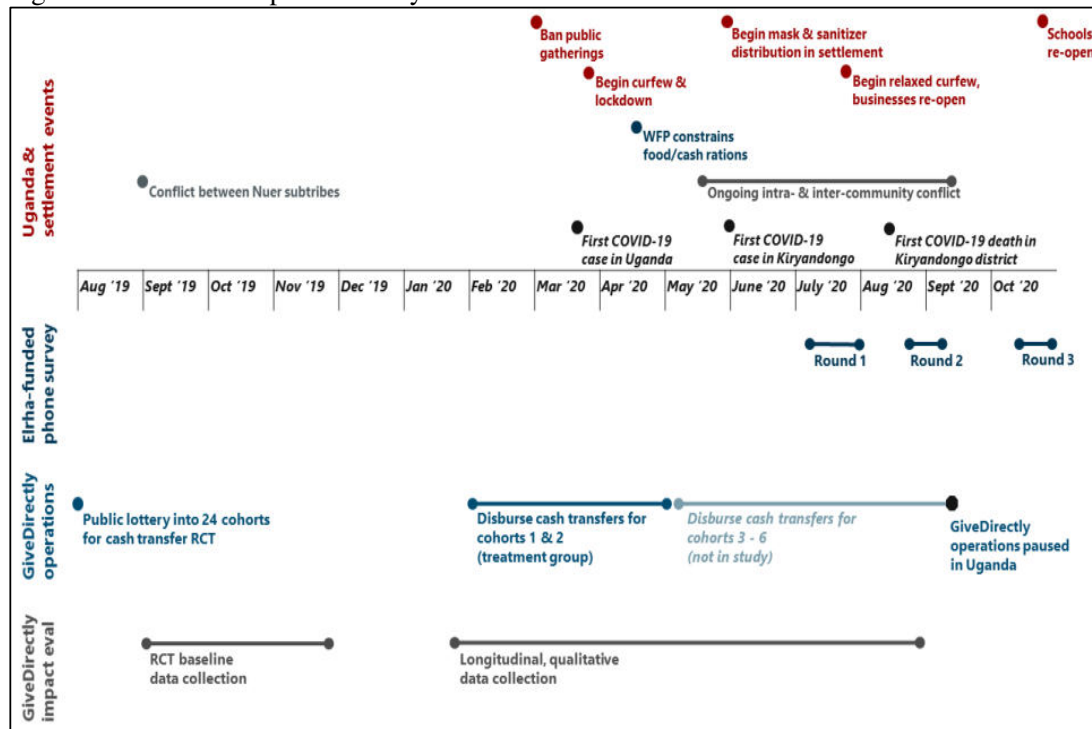 Ban public
gatherings
Begin mask & sanitizer
distribution in settlement
Schools
re-open
Begin curfew &
lockdown
Begin relaxed curfew,
businesses re-open
WFP constrains
food/cash rations
Uganda &
settlement events
Conflict between Nuer subtribes
Ongoing intra- & inter-community conflict
First COVID-19
case in Uganda
First COVID-19
case in Kiryandongo
First COVID-19 death in
Kiryandongo district
Aug '19 Sept '19 Oct '19 Nov '19 Dec '19 Jan '20 Feb '20 Mar '20 Apr '20 May '20 June '20 July '20 Aug '20 Sept '20 Oct '20
Elrha-funded
phone survey
Round 1
Round 2
Round 3
GiveDirectly
operations
Public lottery into 24 cohorts
for cash transfer RCT
Disburse cash transfers for
cohorts 1 & 2
(treatment group)
Disburse cash transfers for
cohorts 3 - 6
(not in study)
GiveDirectly
operations paused
in Uganda
GiveDirectly
impact eval
RCT baseline
data collection
Longitudinal, qualitative
data collection